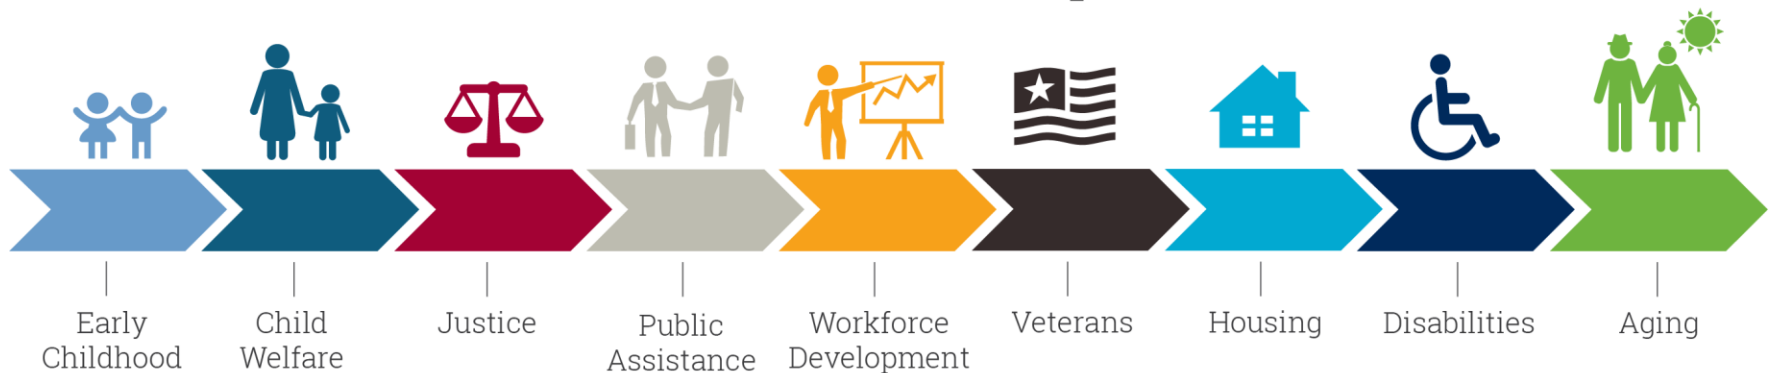 Early
Childhood
Child
Welfare
Justice
Public
Assistance
Workforce
Development
Veterans
Housing
Disabilities
Aging